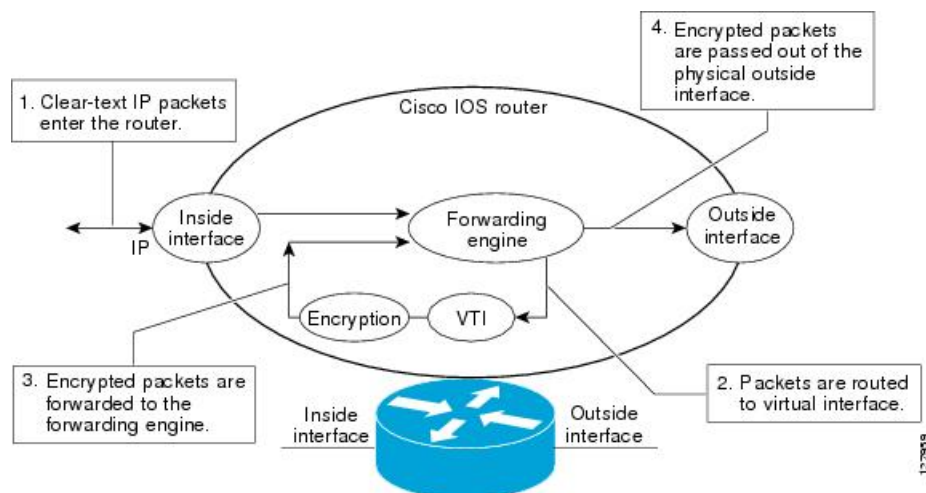 4. Encrypted packets
are passed out of the
physical outside
interface.
1. Clear-text IP packets
enter the router.
Cisco IOS router
Inside
interface
IP
Forwarding
engine
Outside
interface
Encryption
VTI
3. Encrypted packets are
forwarded to the
forwarding engine.
2. Packets are routed
to virtual interface.
Inside
interface
Outside
interface
127959